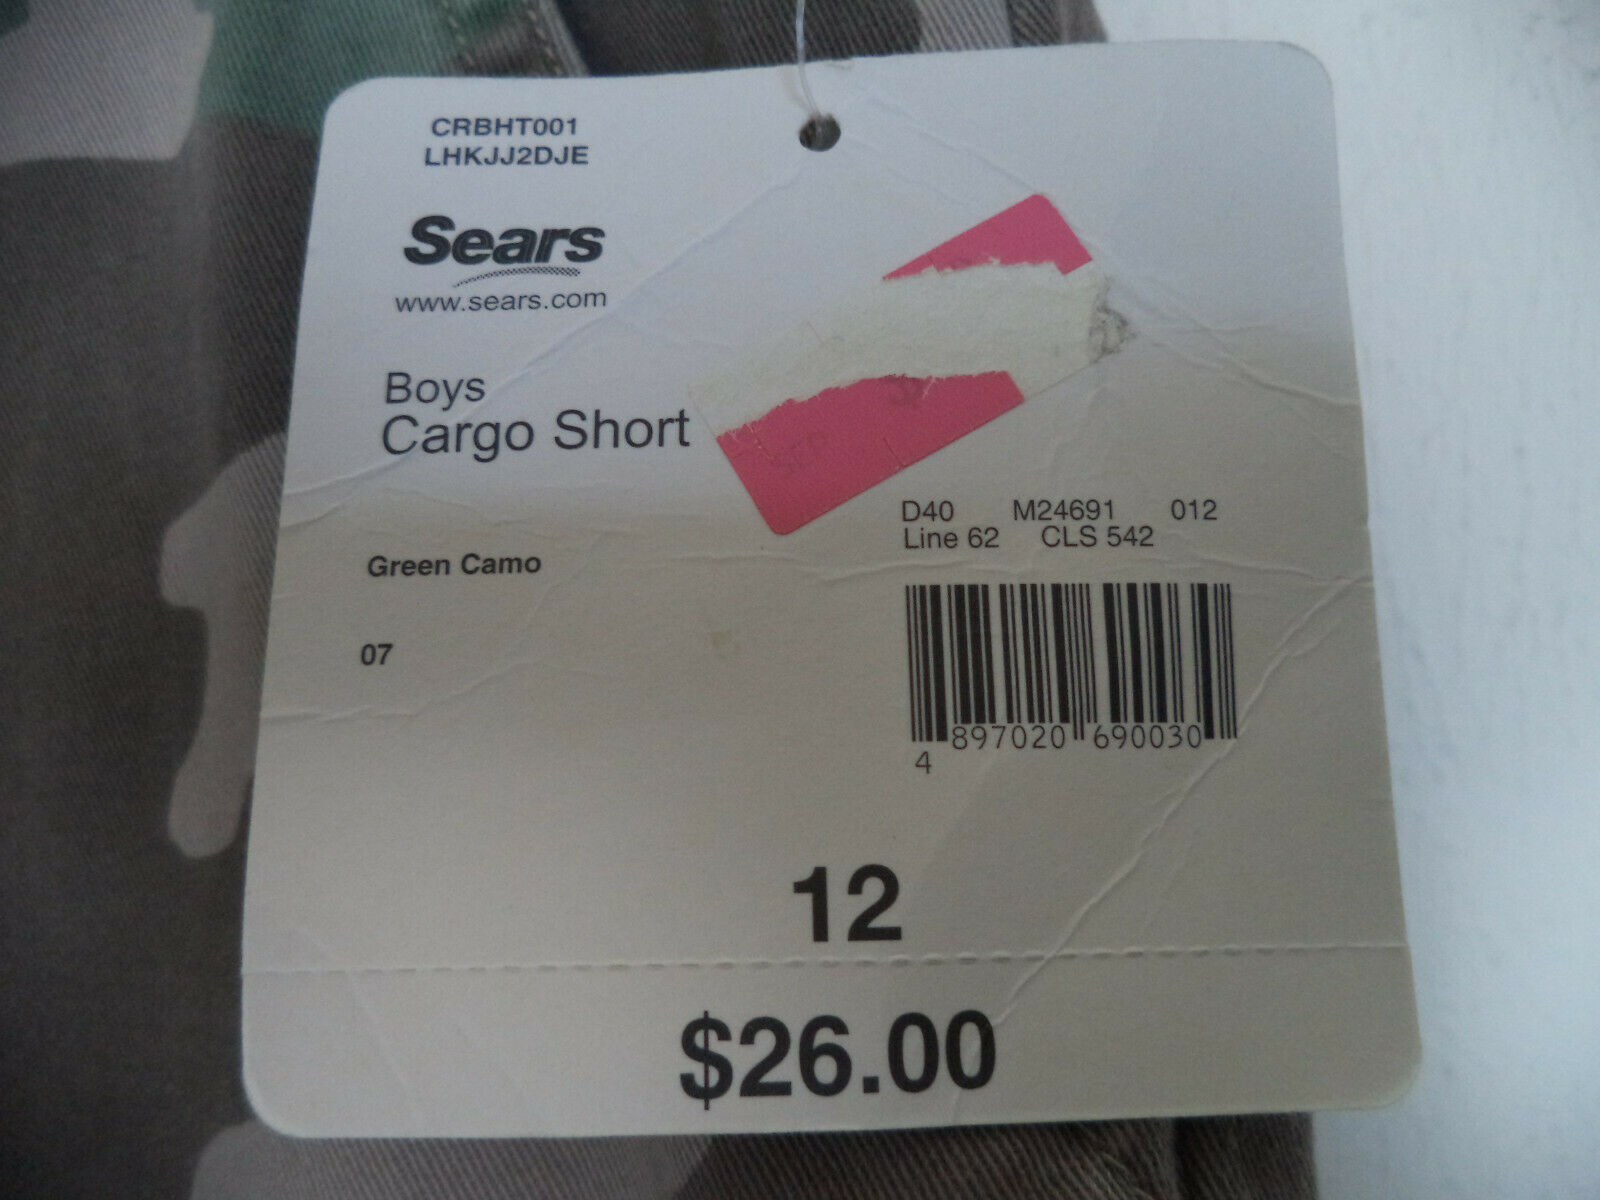 CRBHT001
LHKJJ2DJE
Sears
www.sears.com
Boys
Cargo Short
Green Camo
07
D40 M24691 012
Line 62 CLS 542
4 897020 690030
12
$26.00